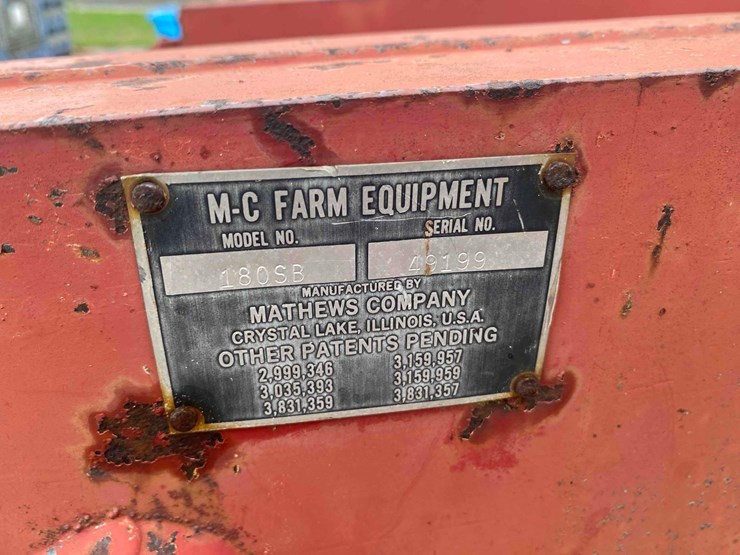 M-C FARM EQUIPMENT
MODEL NO. SERIAL NO.
180SB 49199
MANUFACTURED BY
MATHEWS COMPANY
CRYSTAL LAKE, ILLINOIS, U.S.A.
OTHER PATENTS PENDING
2,999,346 3,159,957
3,035,393 3,159,959
3,831,359 3,831,357